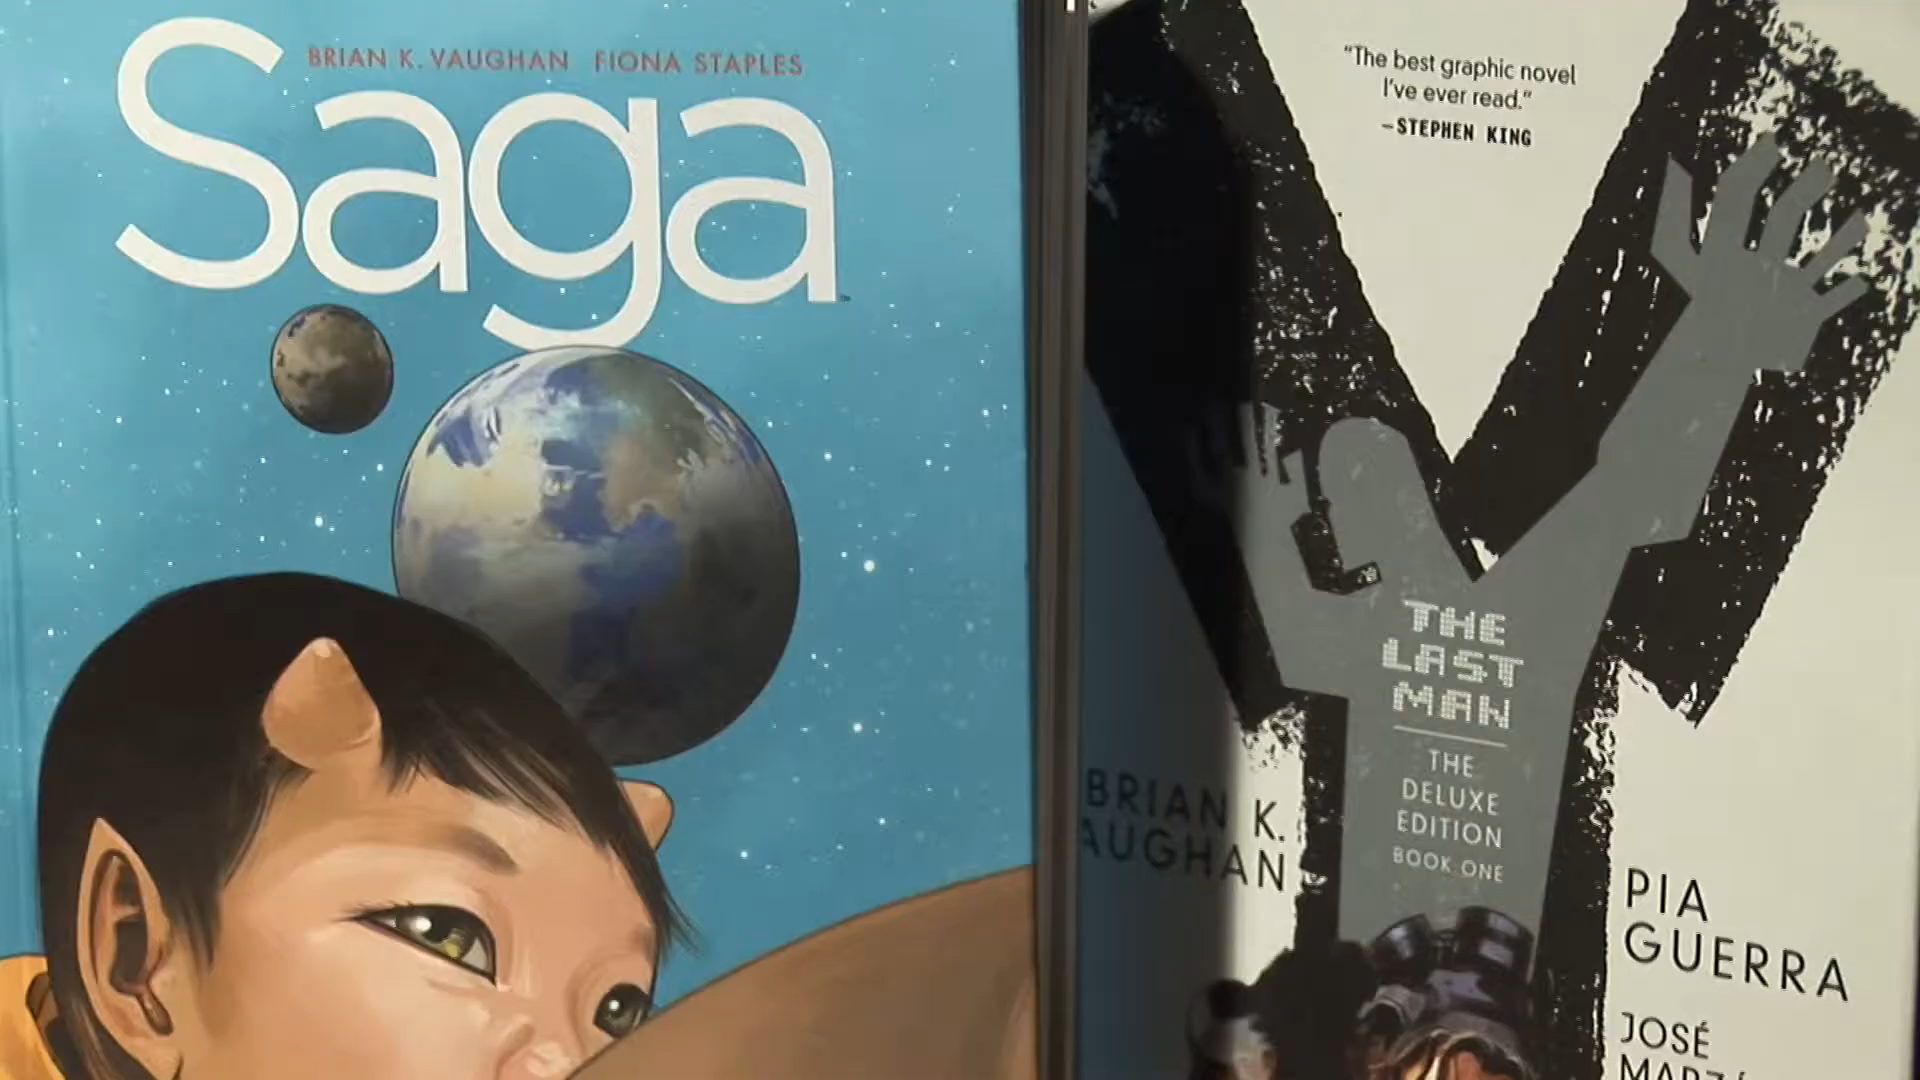 BRIAN K. VAUGHAN FIONA STAPLES
Saga
"The best graphic novel
I've ever read."
—STEPHEN KING
THE
LAST
MAN
THE
DELUXE
EDITION
BOOK ONE
BRIAN K.
AUGHAN
PIA
GUERRA
JOSÉ